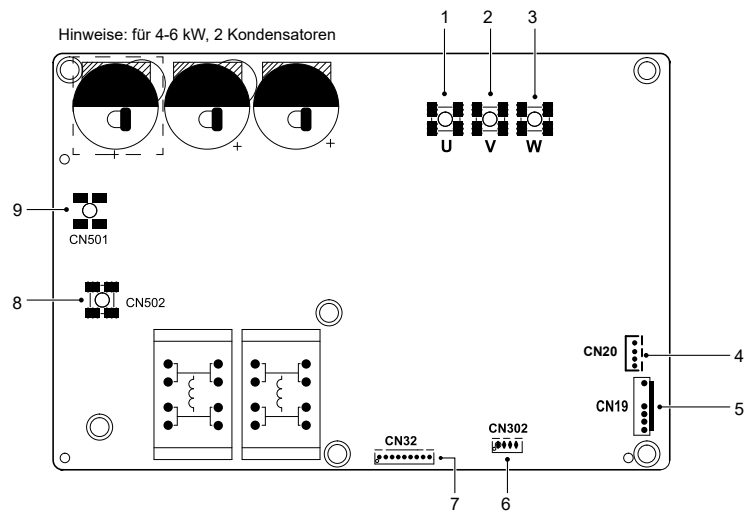 1 2 3
Hinweise: für 4-6 kW, 2 Kondensatoren
+ + +
U V W
9
CN501
8 CN502
CN20 4
CN19 5
CN302
CN32
7 6